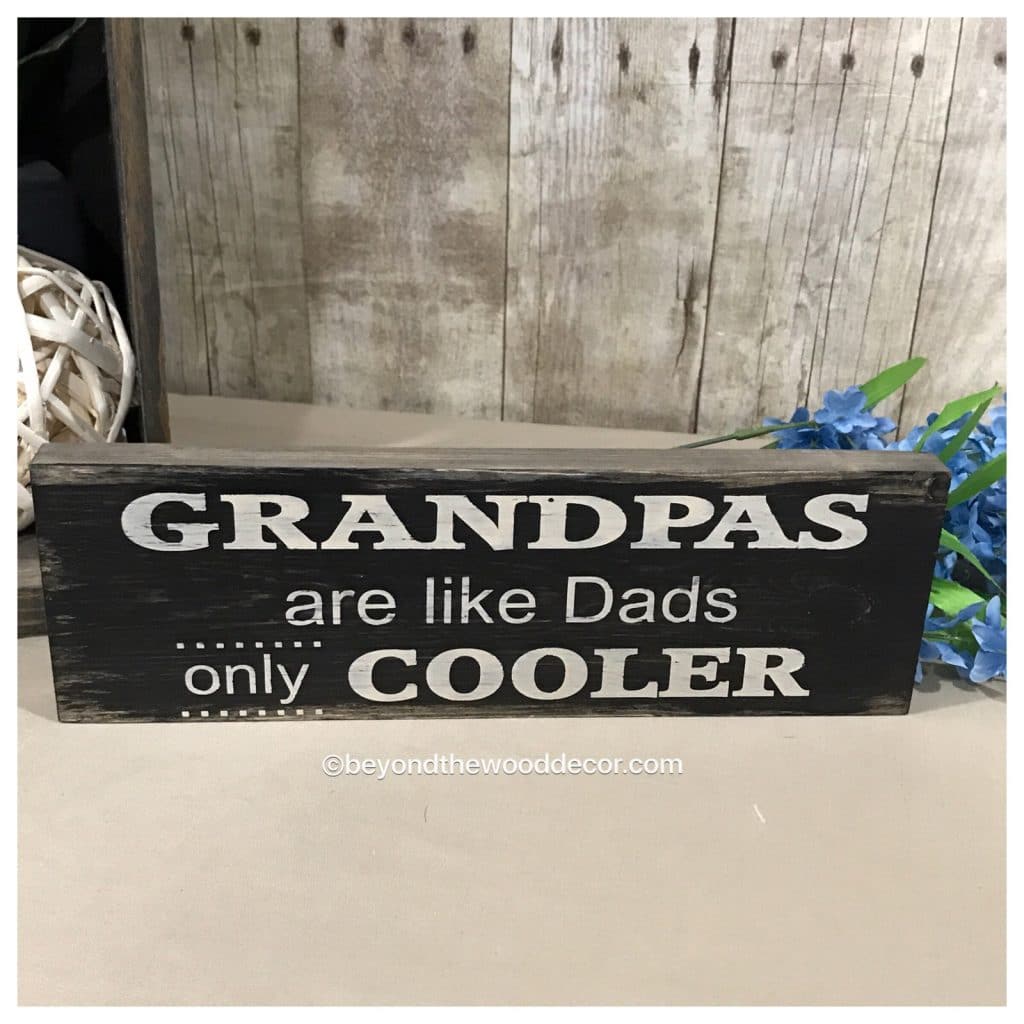 GRANDPAS
are like Dads
only COOLER
©beyondthewooddecor.com